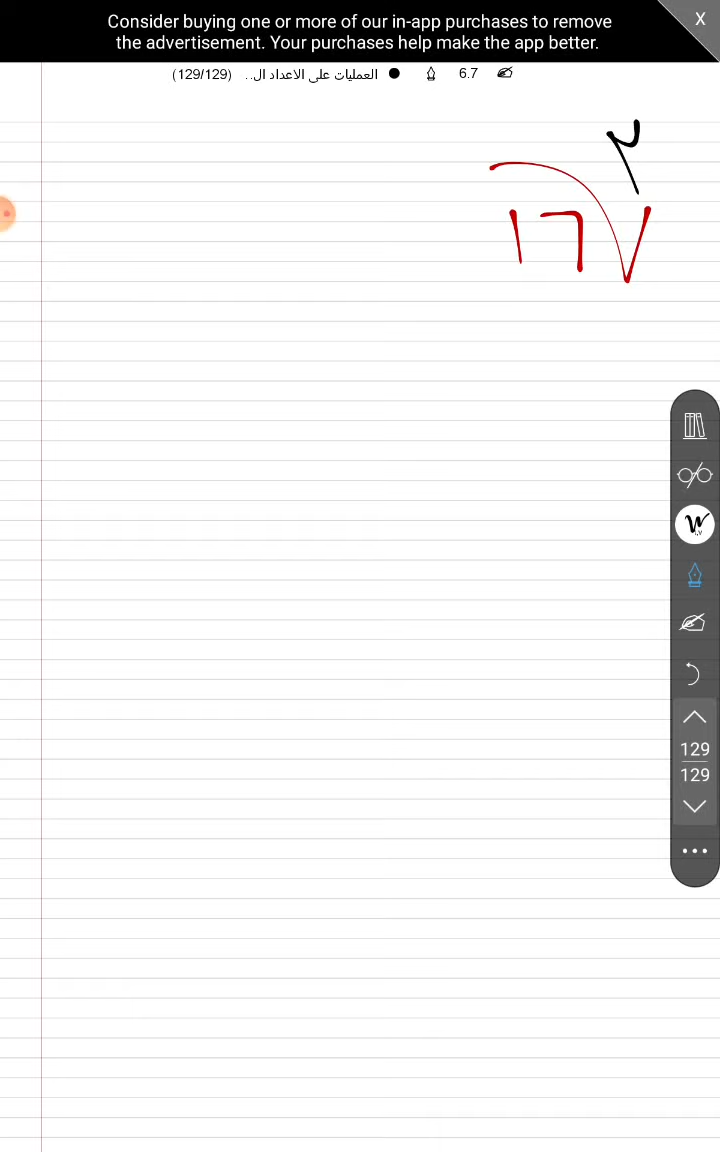 Consider buying one or more of our in-app purchases to remove
the advertisement. Your purchases help make the app better.
X
العمليات على الاعداد ال.. (129/129)
6.7
٢
√١٦
W
129
129